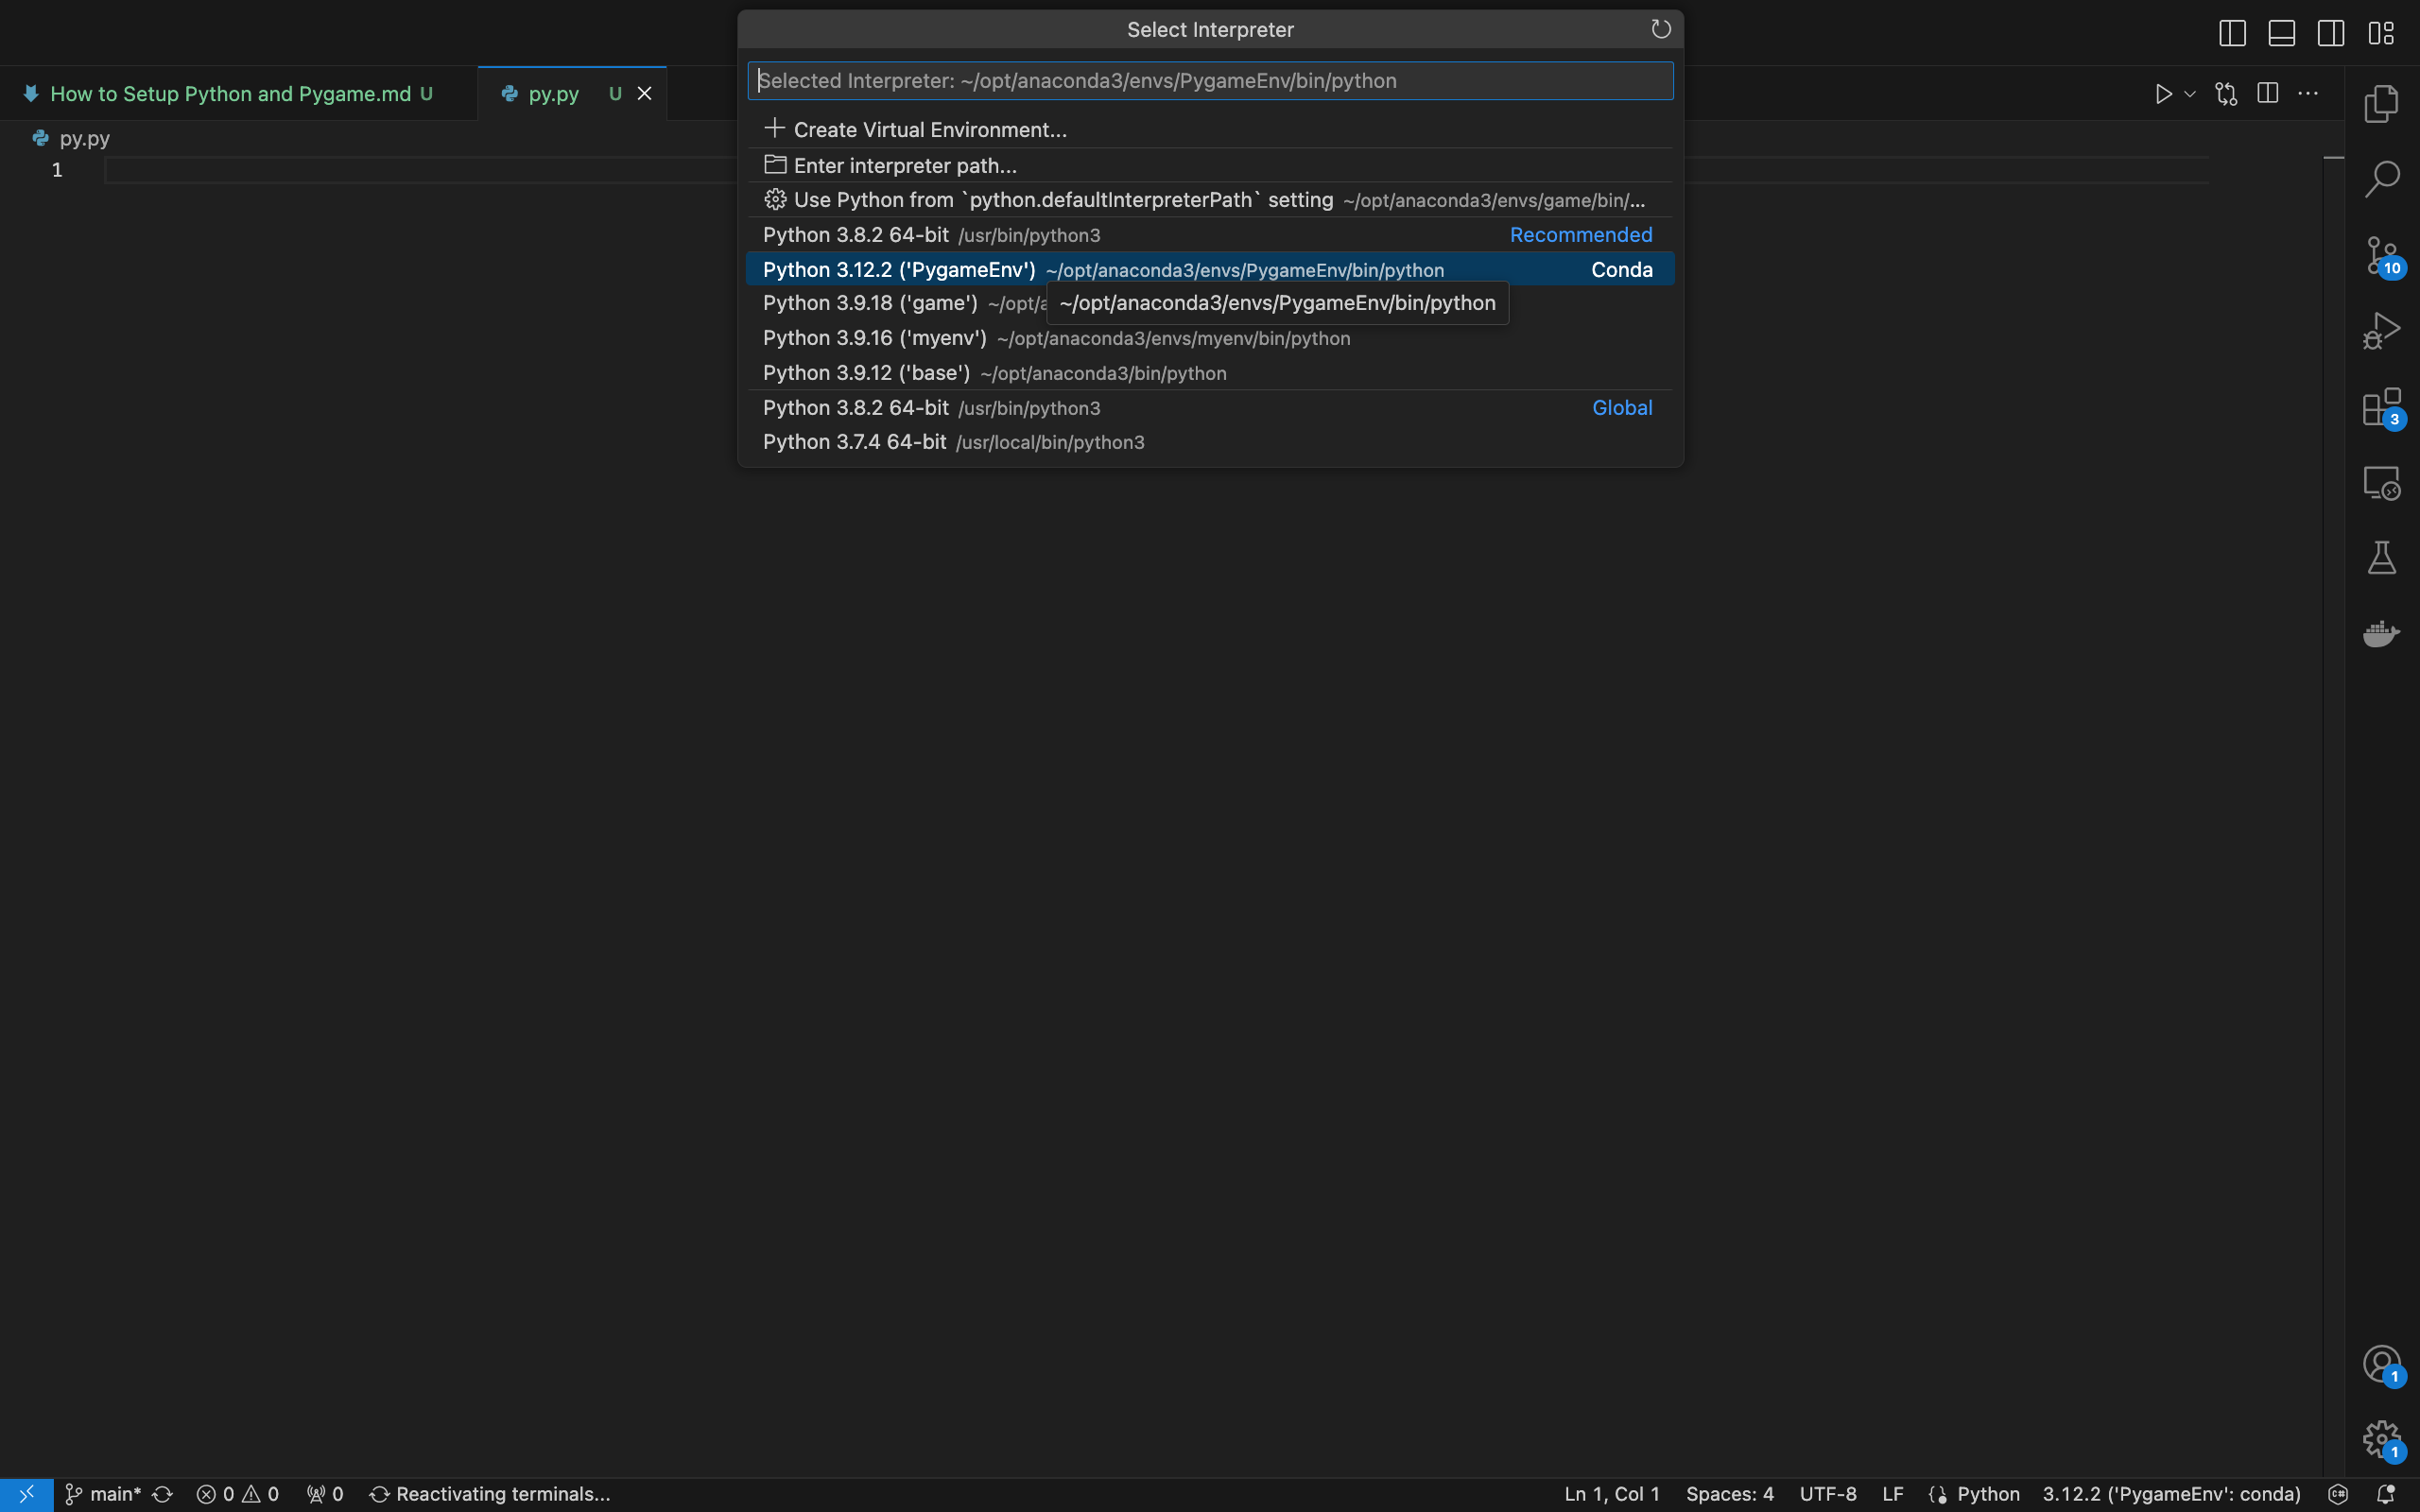 Select Interpreter
Selected Interpreter: ~/opt/anaconda3/envs/PygameEnv/bin/python
How to Setup Python and Pygame.md U
py.py U
py.py
1
Create Virtual Environment...
Enter interpreter path...
Use Python from `python.defaultInterpreterPath` setting ~/opt/anaconda3/envs/game/bin/...
Python 3.8.2 64-bit /usr/bin/python3 Recommended
Python 3.12.2 ('PygameEnv') ~/opt/anaconda3/envs/PygameEnv/bin/python Conda
Python 3.9.18 ('game') ~/opt/a
~/opt/anaconda3/envs/PygameEnv/bin/python
Python 3.9.16 ('myenv') ~/opt/anaconda3/envs/myenv/bin/python
Python 3.9.12 ('base') ~/opt/anaconda3/bin/python
Python 3.8.2 64-bit /usr/bin/python3 Global
Python 3.7.4 64-bit /usr/local/bin/python3
10
3
1
1
main* 0 0 0 Reactivating terminals... Ln 1, Col 1 Spaces: 4 UTF-8 LF Python 3.12.2 ('PygameEnv': conda)